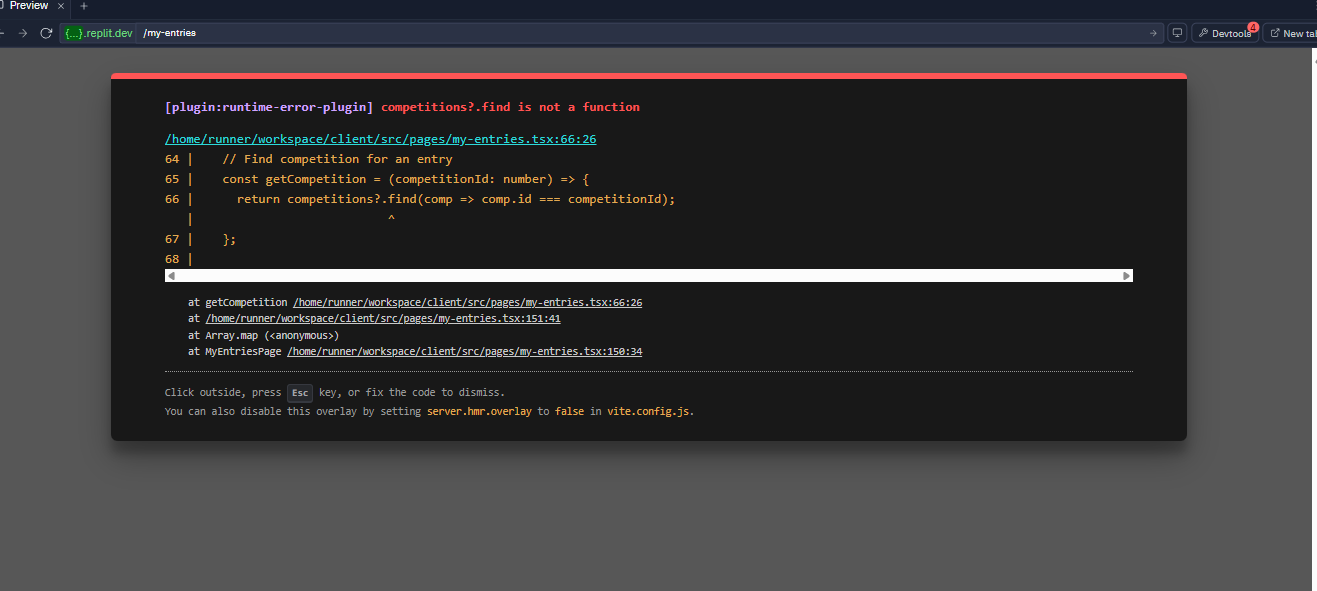 Preview × +
{...}.replit.dev /my-entries Devtools 4 New tab
[plugin:runtime-error-plugin] competitions?.find is not a function
/home/runner/workspace/client/src/pages/my-entries.tsx:66:26
64 | // Find competition for an entry
65 | const getCompetition = (competitionId: number) => {
66 | return competitions?.find(comp => comp.id === competitionId);
| ^
67 | };
68 |
at getCompetition /home/runner/workspace/client/src/pages/my-entries.tsx:66:26
at /home/runner/workspace/client/src/pages/my-entries.tsx:151:41
at Array.map (<anonymous>)
at MyEntriesPage /home/runner/workspace/client/src/pages/my-entries.tsx:150:34
Click outside, press Esc key, or fix the code to dismiss.
You can also disable this overlay by setting server.hmr.overlay to false in vite.config.js.